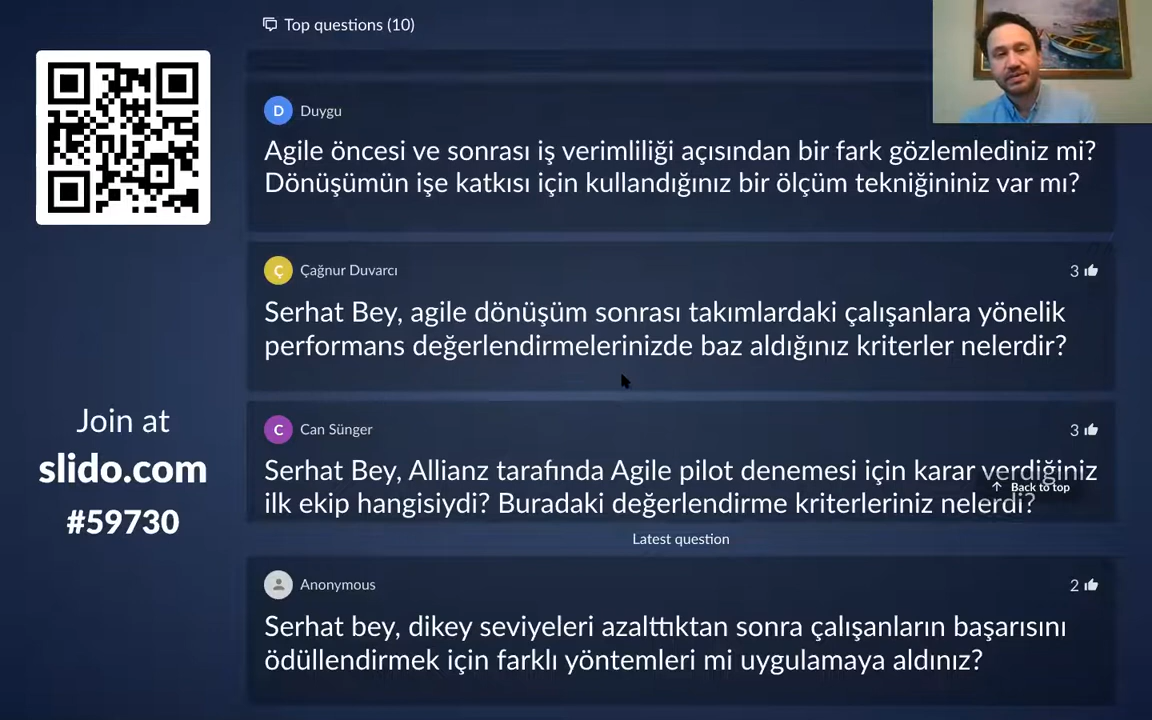 Top questions (10)
D Duygu
Agile öncesi ve sonrası iş verimliliği açısından bir fark gözlemlediniz mi?
Dönüşümün işe katkısı için kullandığınız bir ölçüm tekniğininiz var mı?
Ç Çağnur Duvarcı 3
Serhat Bey, agile dönüşüm sonrası takımlardaki çalışanlara yönelik
performans değerlendirmelerinizde baz aldığınız kriterler nelerdir?
C Can Sünger 3
Serhat Bey, Allianz tarafında Agile pilot denemesi için karar verdiğiniz
ilk ekip hangisiydi? Buradaki değerlendirme kriterleriniz nelerdi?
↑ Back to top
Latest question
Anonymous 2
Serhat bey, dikey seviyeleri azalttıktan sonra çalışanların başarısını
ödüllendirmek için farklı yöntemleri mi uygulamaya aldınız?
Join at
slido.com
#59730